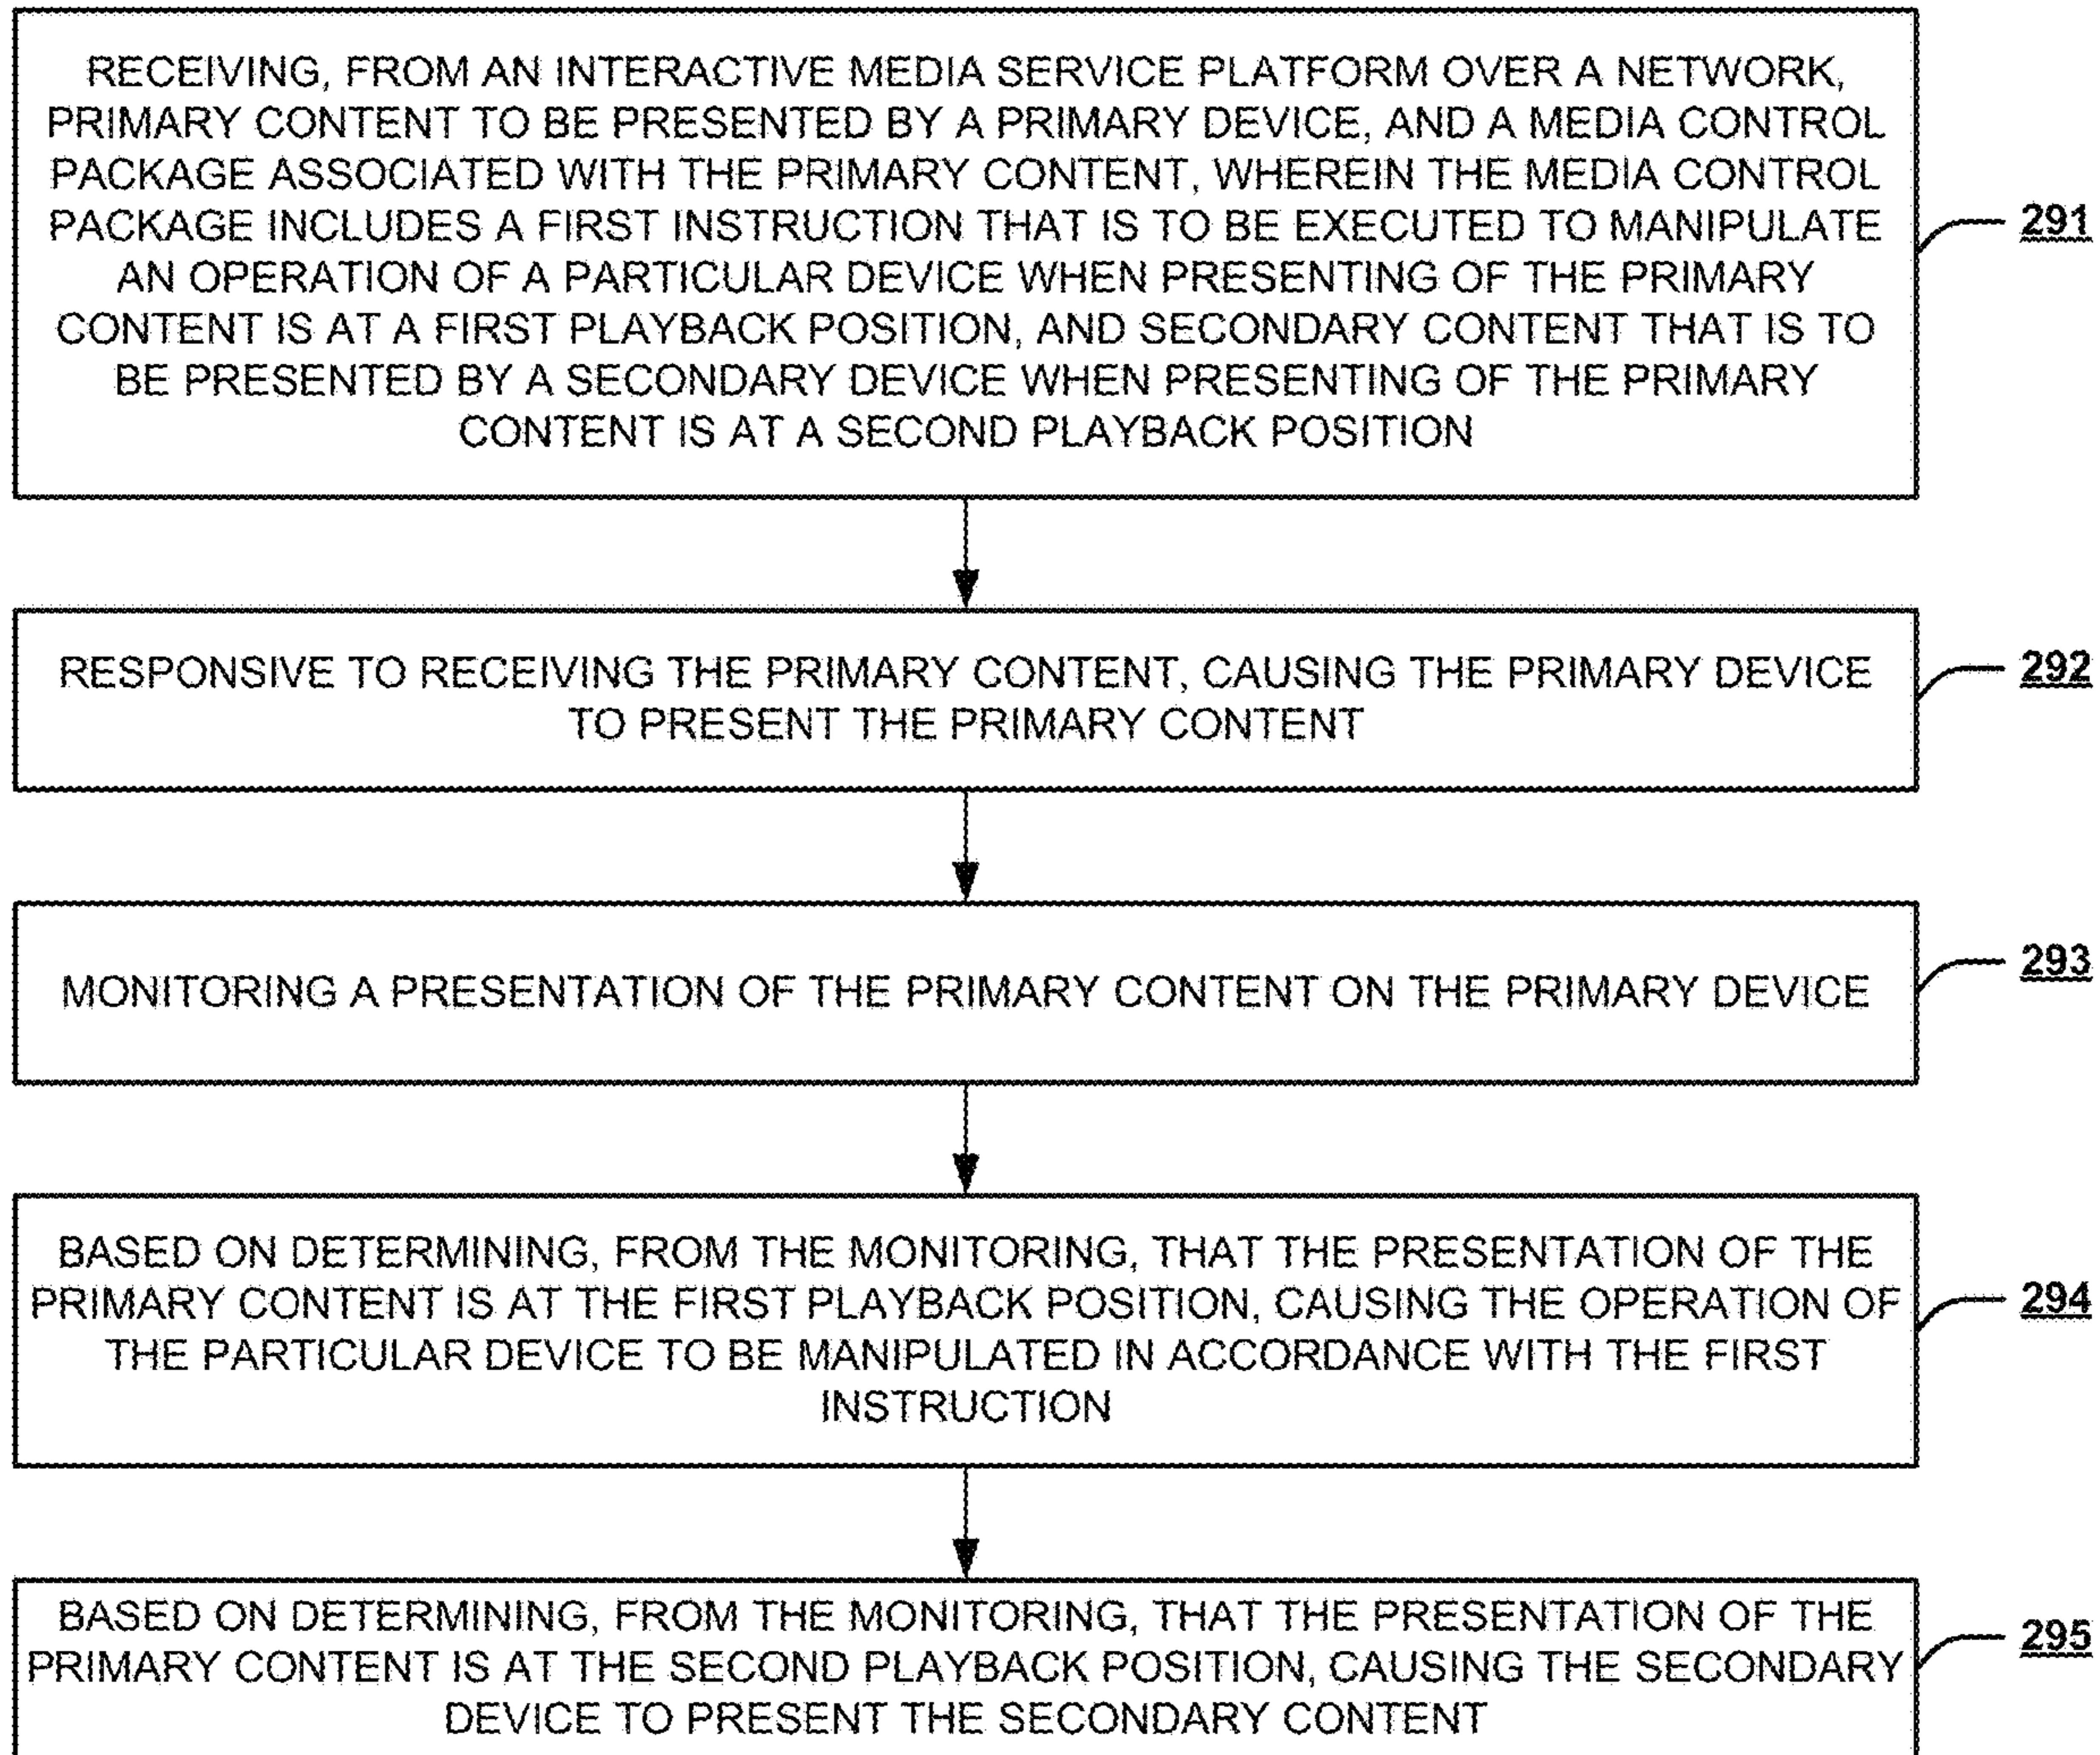 RECEIVING, FROM AN INTERACTIVE MEDIA SERVICE PLATFORM OVER A NETWORK,
PRIMARY CONTENT TO BE PRESENTED BY A PRIMARY DEVICE, AND A MEDIA CONTROL
PACKAGE ASSOCIATED WITH THE PRIMARY CONTENT, WHEREIN THE MEDIA CONTROL
PACKAGE INCLUDES A FIRST INSTRUCTION THAT IS TO BE EXECUTED TO MANIPULATE
AN OPERATION OF A PARTICULAR DEVICE WHEN PRESENTING OF THE PRIMARY
CONTENT IS AT A FIRST PLAYBACK POSITION, AND SECONDARY CONTENT THAT IS TO
BE PRESENTED BY A SECONDARY DEVICE WHEN PRESENTING OF THE PRIMARY
CONTENT IS AT A SECOND PLAYBACK POSITION
291
RESPONSIVE TO RECEIVING THE PRIMARY CONTENT, CAUSING THE PRIMARY DEVICE
TO PRESENT THE PRIMARY CONTENT
292
MONITORING A PRESENTATION OF THE PRIMARY CONTENT ON THE PRIMARY DEVICE
293
BASED ON DETERMINING, FROM THE MONITORING, THAT THE PRESENTATION OF THE
PRIMARY CONTENT IS AT THE FIRST PLAYBACK POSITION, CAUSING THE OPERATION OF
THE PARTICULAR DEVICE TO BE MANIPULATED IN ACCORDANCE WITH THE FIRST
INSTRUCTION
294
BASED ON DETERMINING, FROM THE MONITORING, THAT THE PRESENTATION OF THE
PRIMARY CONTENT IS AT THE SECOND PLAYBACK POSITION, CAUSING THE SECONDARY
DEVICE TO PRESENT THE SECONDARY CONTENT
295